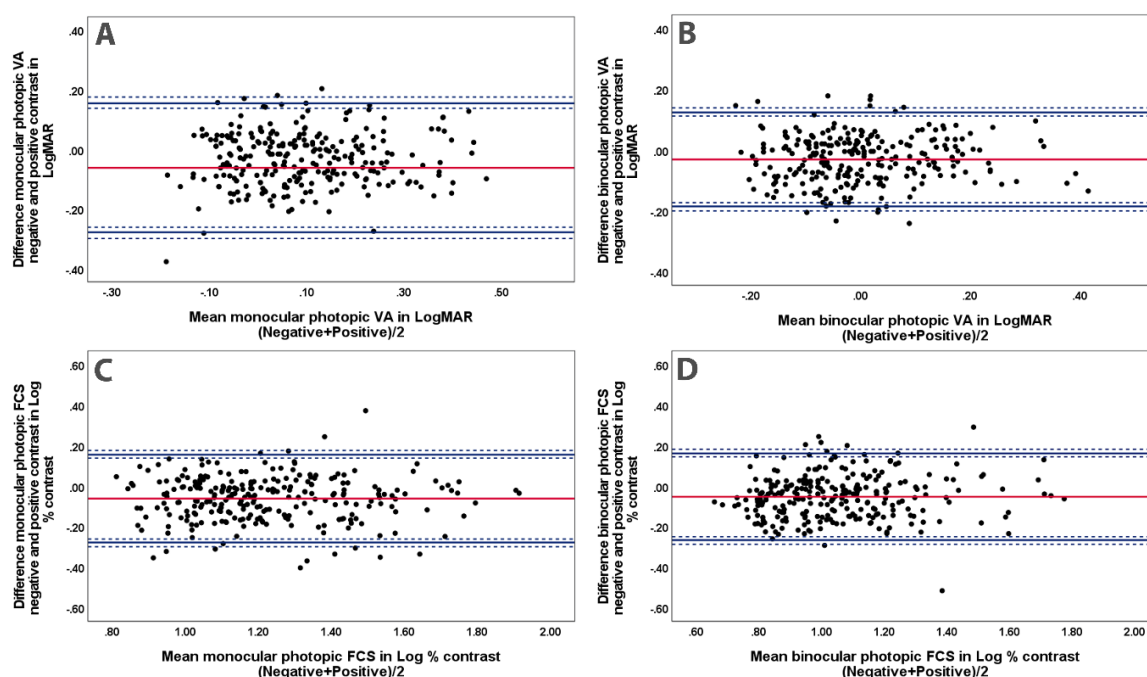 A
Difference monocular photopic VA
negative and positive contrast in
LogMAR
.40
.20
.00
-.20
-.40
-.30
-.10
.10
.30
.50
Mean monocular photopic VA in LogMAR
(Negative+Positive)/2
B
Difference binocular photopic VA
negative and positive contrast in
LogMAR
.40
.20
.00
-.20
-.40
-.20
.00
.20
.40
Mean binocular photopic VA in LogMAR
(Negative+Positive)/2
C
Difference monocular photopic FCS
negative and positive contrast in Log
% contrast
.60
.40
.20
.00
-.20
-.40
-.60
.80
1.00
1.20
1.40
1.60
1.80
2.00
Mean monocular photopic FCS in Log % contrast
(Negative+Positive)/2
D
Difference binocular photopic FCS
negative and positive contrast in Log
% contrast
.60
.40
.20
.00
-.20
-.40
-.60
.60
.80
1.00
1.20
1.40
1.60
1.80
2.00
Mean binocular photopic FCS in Log % contrast
(Negative+Positive)/2